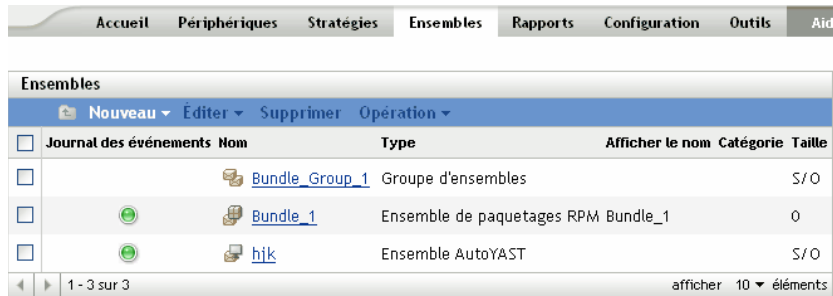 Accueil Périphériques Stratégies Ensembles Rapports Configuration Outils Aid
Ensembles
Nouveau Éditer Supprimer Opération
Journal des événements Nom Type Afficher le nom Catégorie Taille
Bundle_Group_1 Groupe d'ensembles S/O
Bundle_1 Ensemble de paquetages RPM Bundle_1 0
hjk Ensemble AutoYAST S/O
1 - 3 sur 3 afficher 10 éléments